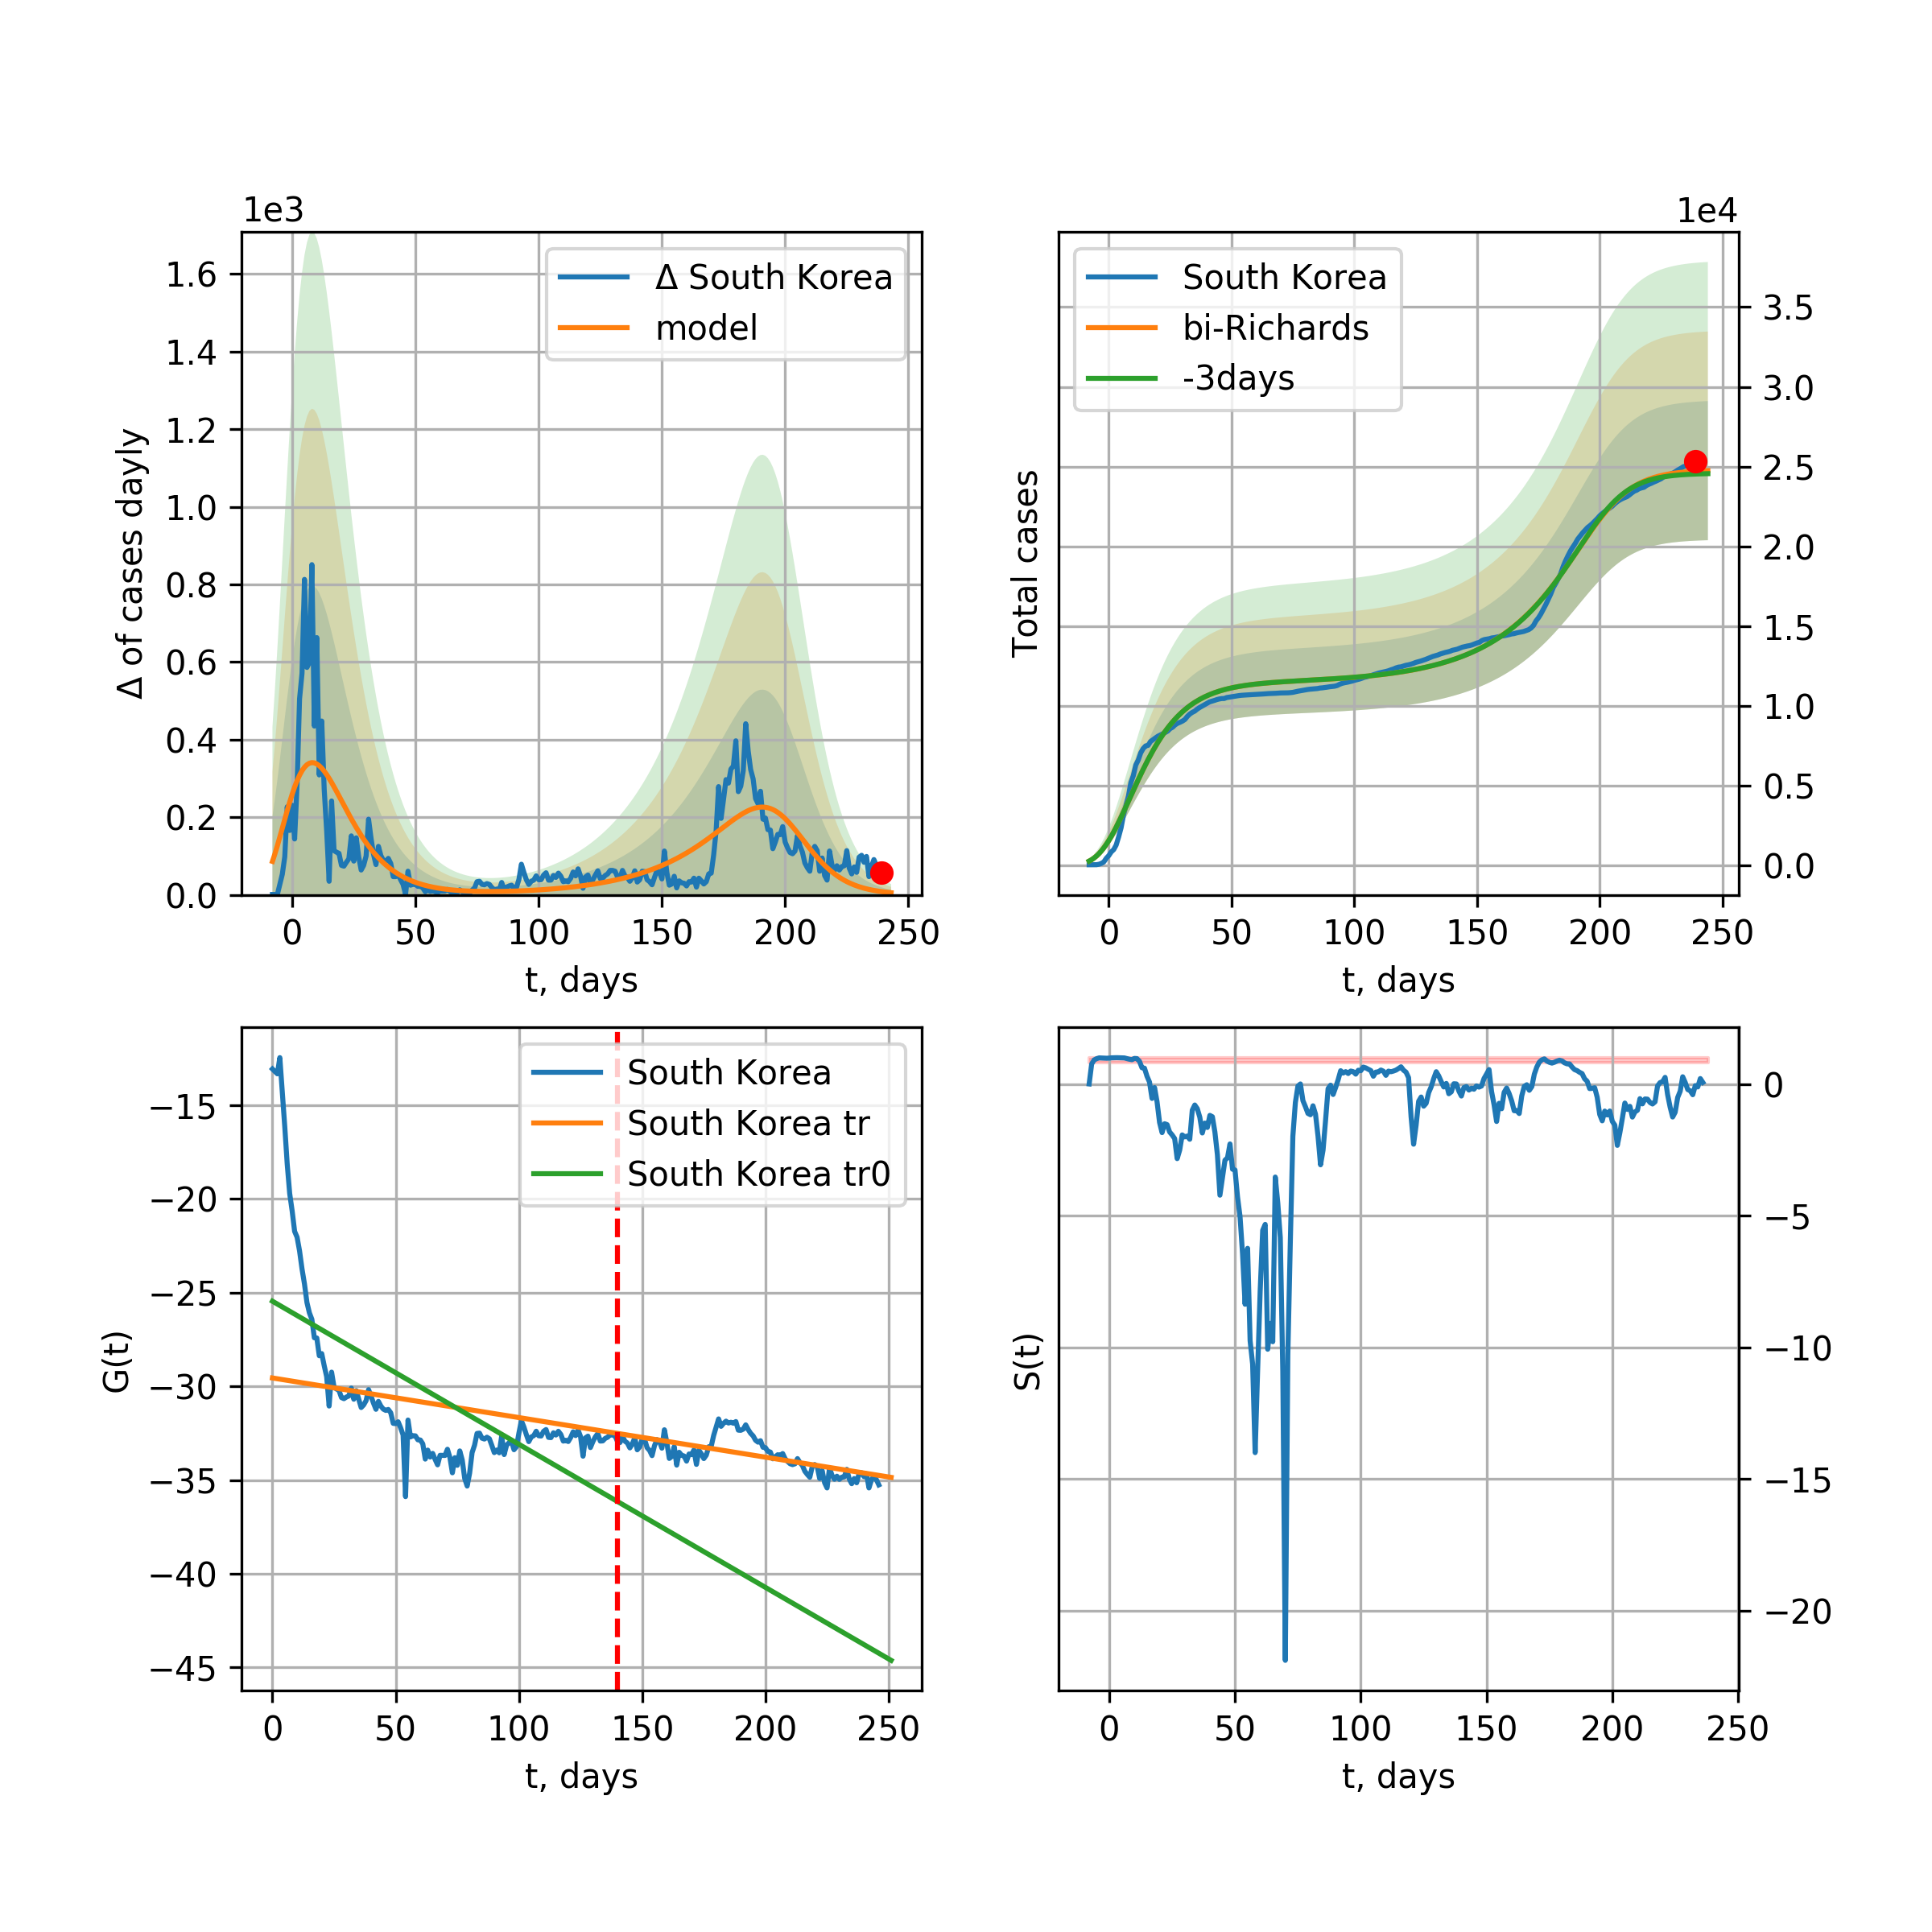 1e3
Δ South Korea
model
1.6
1.4
1.2
1.0
0.8
0.6
0.4
0.2
0.0
Δ of cases dayly
0 50 100 150 200 250
t, days
1e4
South Korea
bi-Richards
-3days
3.5
3.0
2.5
2.0
1.5
1.0
0.5
0.0
Total cases
0 50 100 150 200 250
t, days
South Korea
South Korea tr
South Korea tr0
−15
−20
−25
−30
−35
−40
−45
G(t)
0 50 100 150 200 250
t, days
0
−5
−10
−15
−20
S(t)
0 50 100 150 200 250
t, days